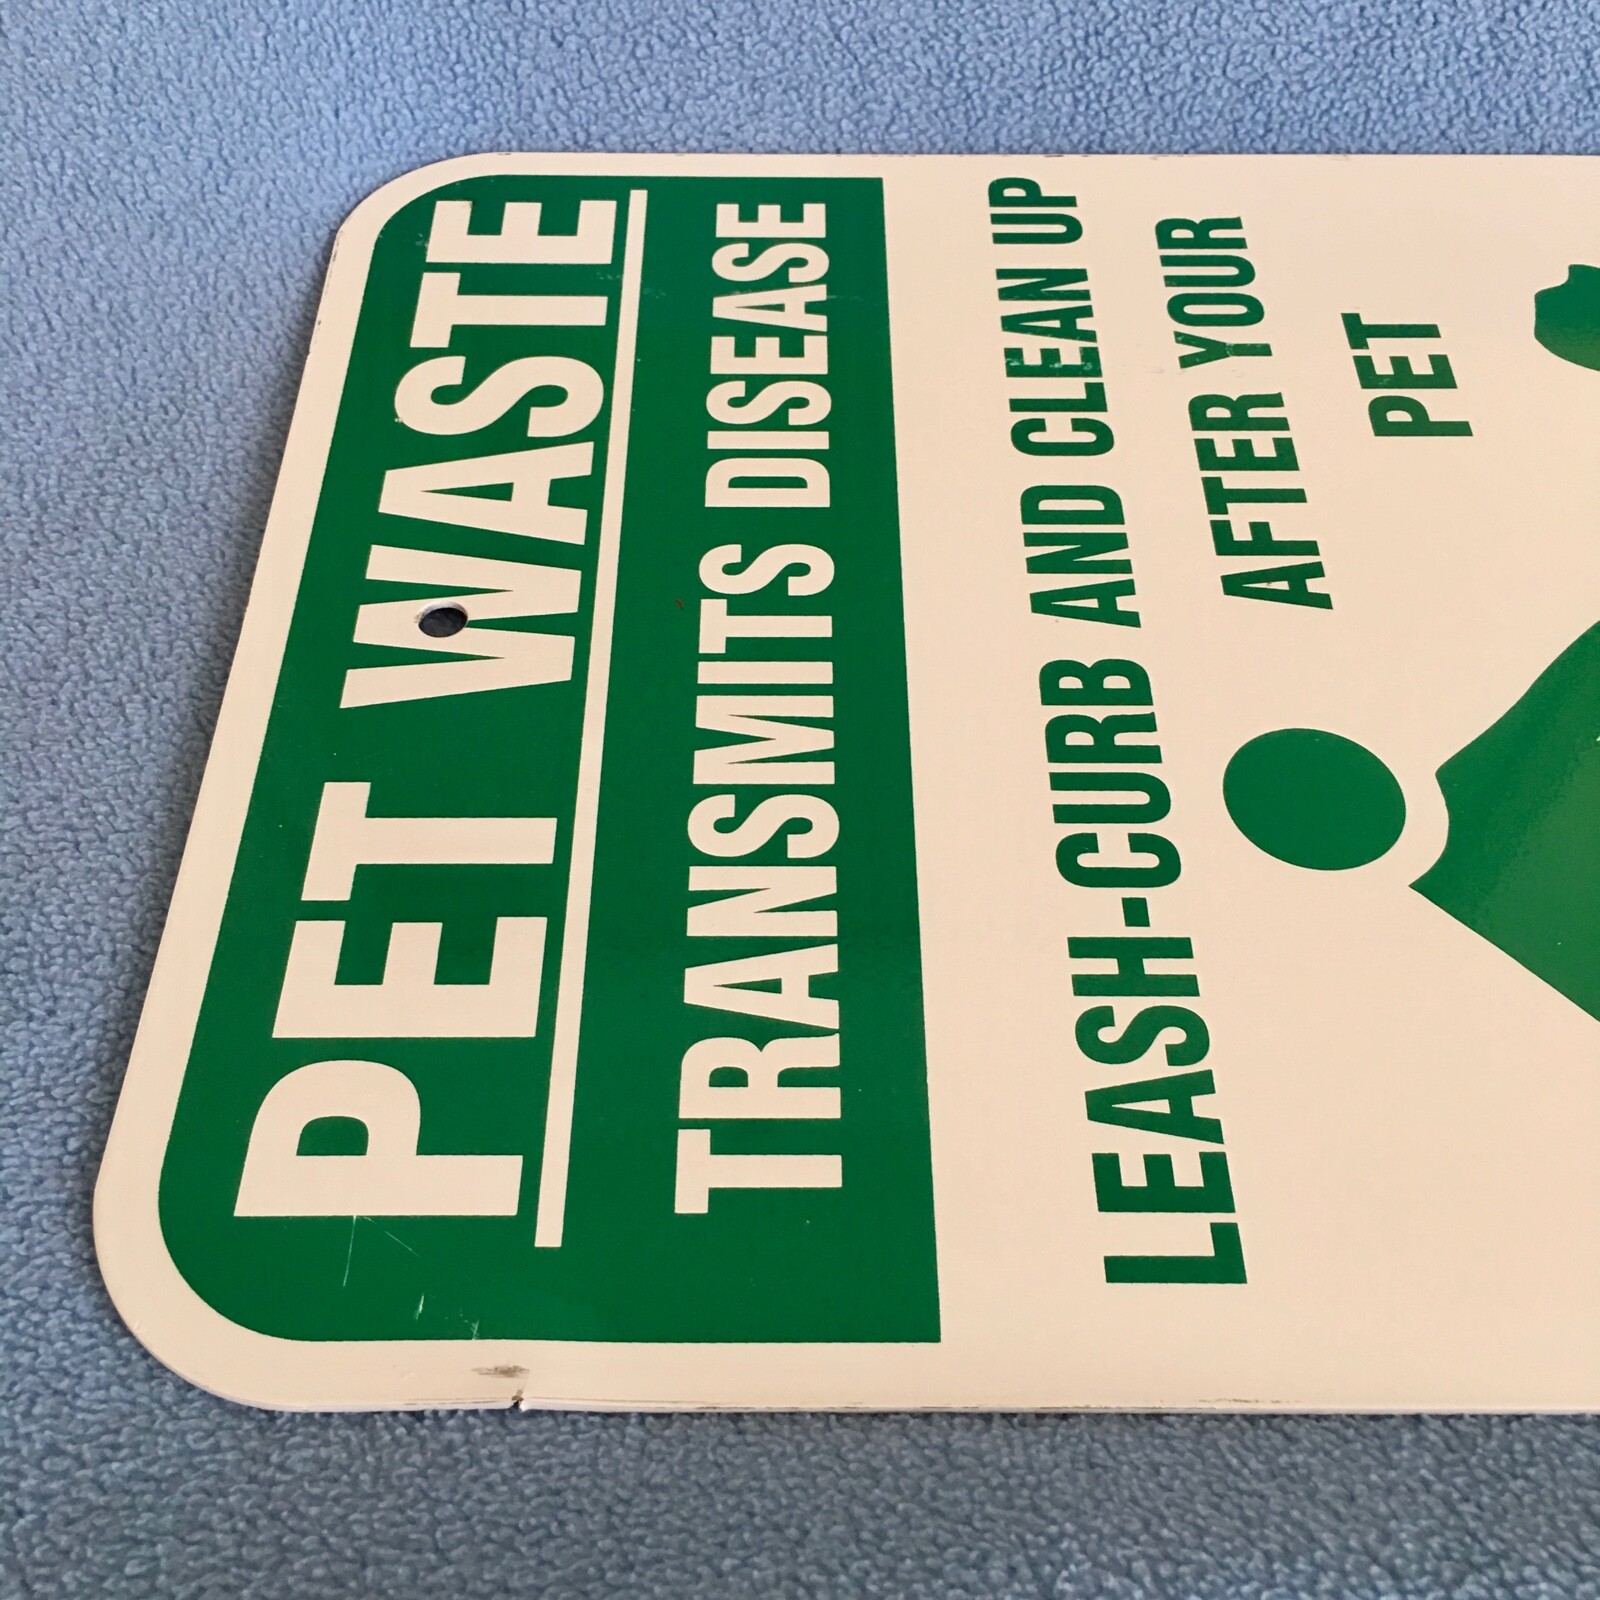 PET WASTE
TRANSMITS DISEASE
LEASH-CURB AND CLEAN UP
AFTER YOUR
PET